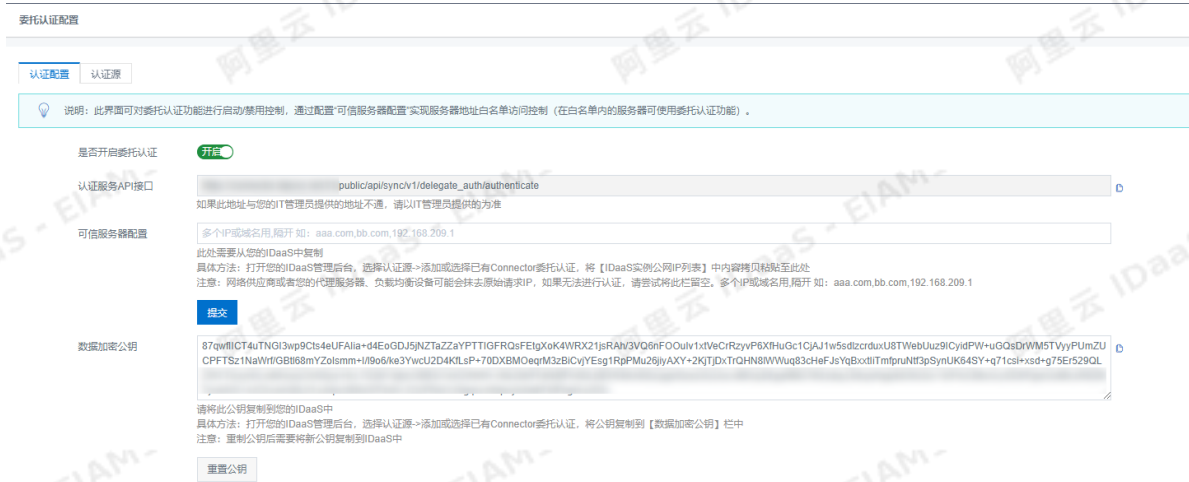 委托认证配置
认证配置 认证源
说明：此界面可对委托认证功能进行启动/禁用控制，通过配置“可信服务器配置”实现服务器地址白名单访问控制（在白名单内的服务器可使用委托认证功能）。
是否开启委托认证 开启
认证服务API接口 public/api/sync/v1/delegate_auth/authenticate
如果此地址与您的IT管理员提供的地址不通，请以IT管理员提供的为准
可信服务器配置 多个IP或域名用,隔开 如：aaa.com,bb.com,192.168.209.1
此处需要从您的IDaaS中复制
具体方法：打开您的IDaaS管理后台，选择认证源->添加或选择已有Connector委托认证，将【IDaaS实例公网IP列表】中内容拷贝粘贴至此处
注意：网络供应商或者您的代理服务器、负载均衡设备可能会抹去原始请求IP，如果无法进行认证，请尝试将此栏留空。多个IP或域名用,隔开 如：aaa.com,bb.com,192.168.209.1
提交
数据加密公钥
请将此公钥复制到您的IDaaS中
具体方法：打开您的IDaaS管理后台，选择认证源->添加或选择已有Connector委托认证，将公钥复制到【数据加密公钥】栏中
注意：重制公钥后需要将新公钥复制到IDaaS中
重置公钥